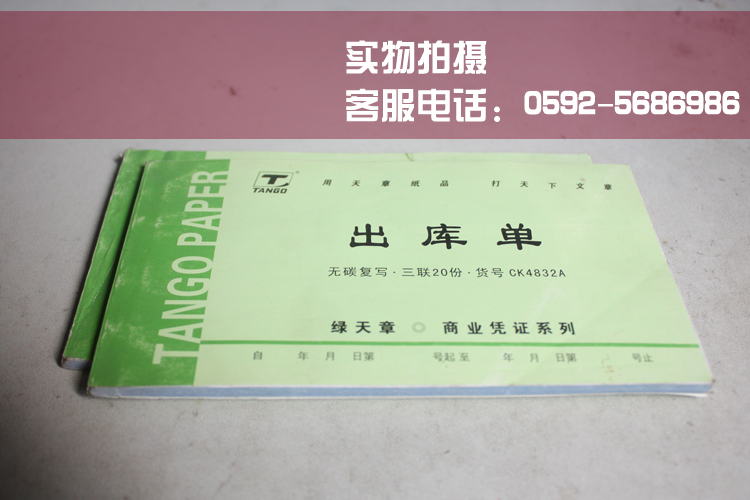 实物拍摄
客服电话：0592-5686986
TANGO PAPER
TANGO
用天章纸品 打天下文章
出库单
无碳复写·三联20份·货号 CK4832A
绿天章 商业凭证系列
自 年 月 日第 号起至 年 月 日第 号止